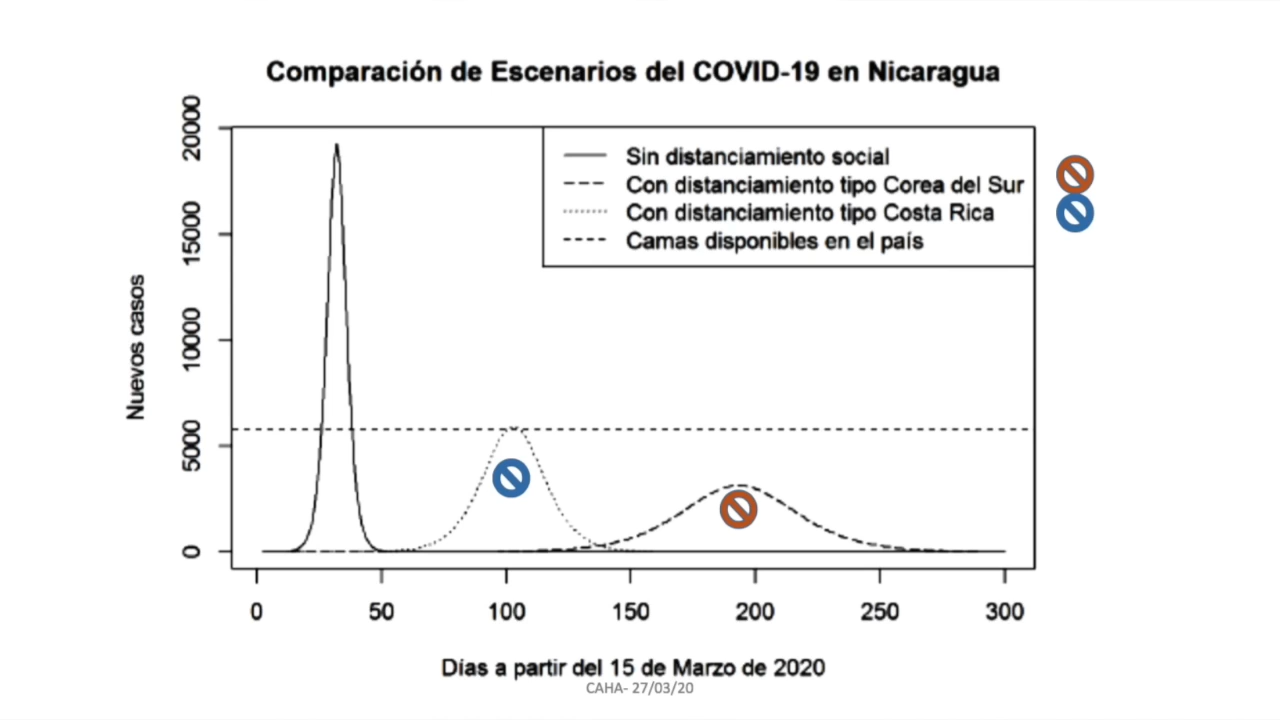 Comparación de Escenarios del COVID-19 en Nicaragua
Sin distanciamiento social
Con distanciamiento tipo Corea del Sur
Con distanciamiento tipo Costa Rica
Camas disponibles en el país
Nuevos casos
20000
15000
10000
5000
0
0 50 100 150 200 250 300
Días a partir del 15 de Marzo de 2020
CAHA- 27/03/20